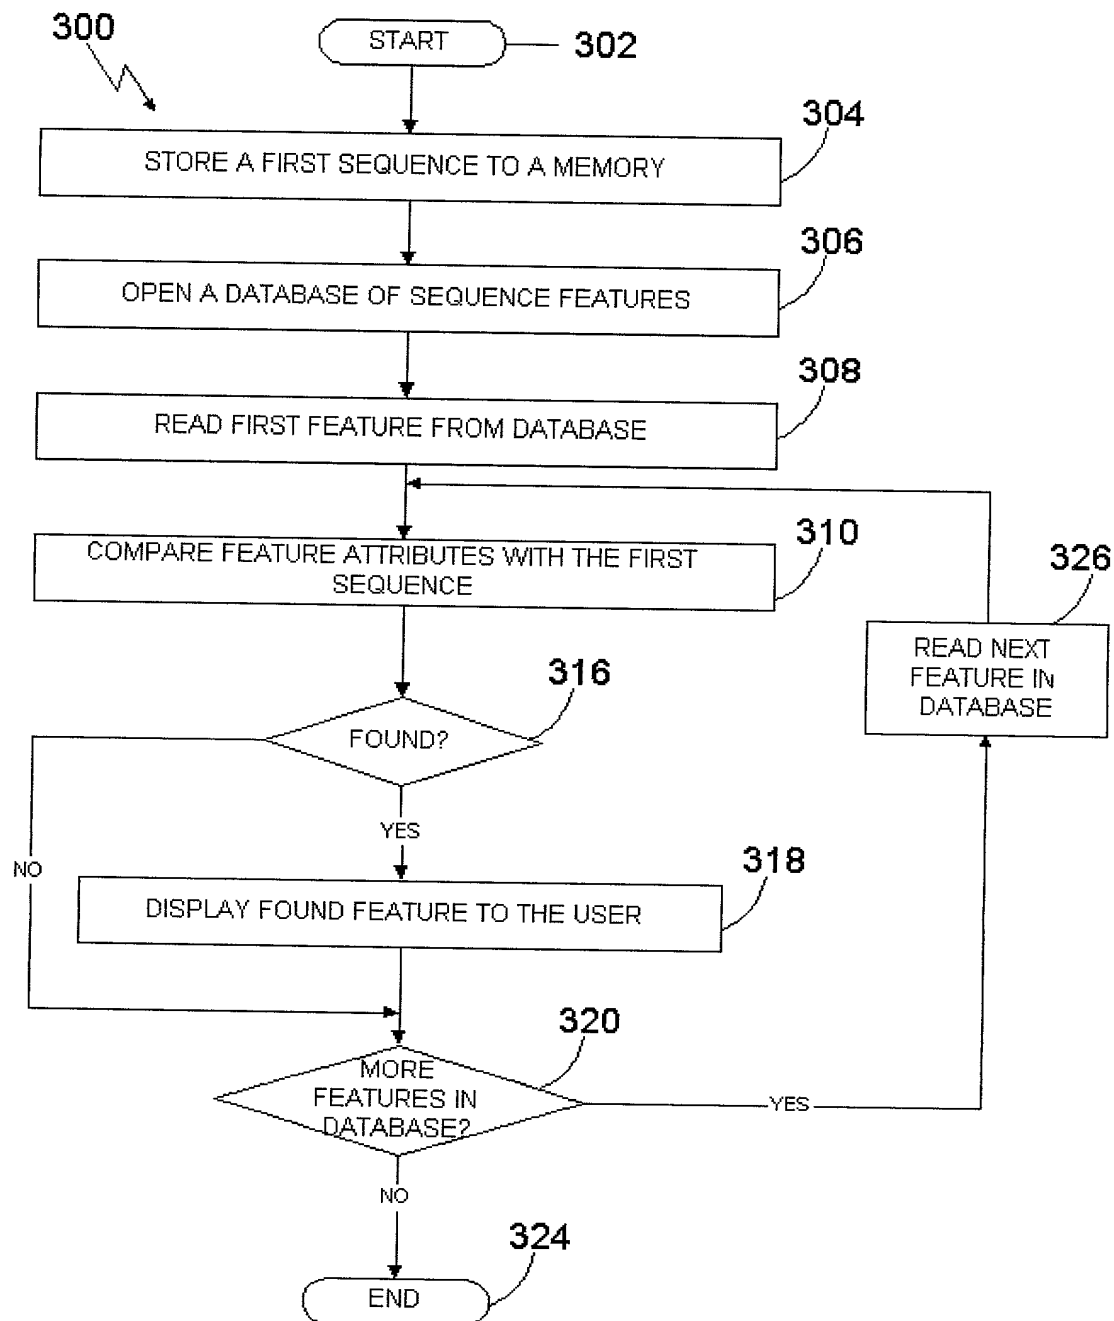 300
START
302
304
STORE A FIRST SEQUENCE TO A MEMORY
306
OPEN A DATABASE OF SEQUENCE FEATURES
308
READ FIRST FEATURE FROM DATABASE
310
COMPARE FEATURE ATTRIBUTES WITH THE FIRST
SEQUENCE
326
READ NEXT
FEATURE IN
DATABASE
316
FOUND?
YES
NO
318
DISPLAY FOUND FEATURE TO THE USER
320
MORE
FEATURES IN
DATABASE?
YES
NO
324
END